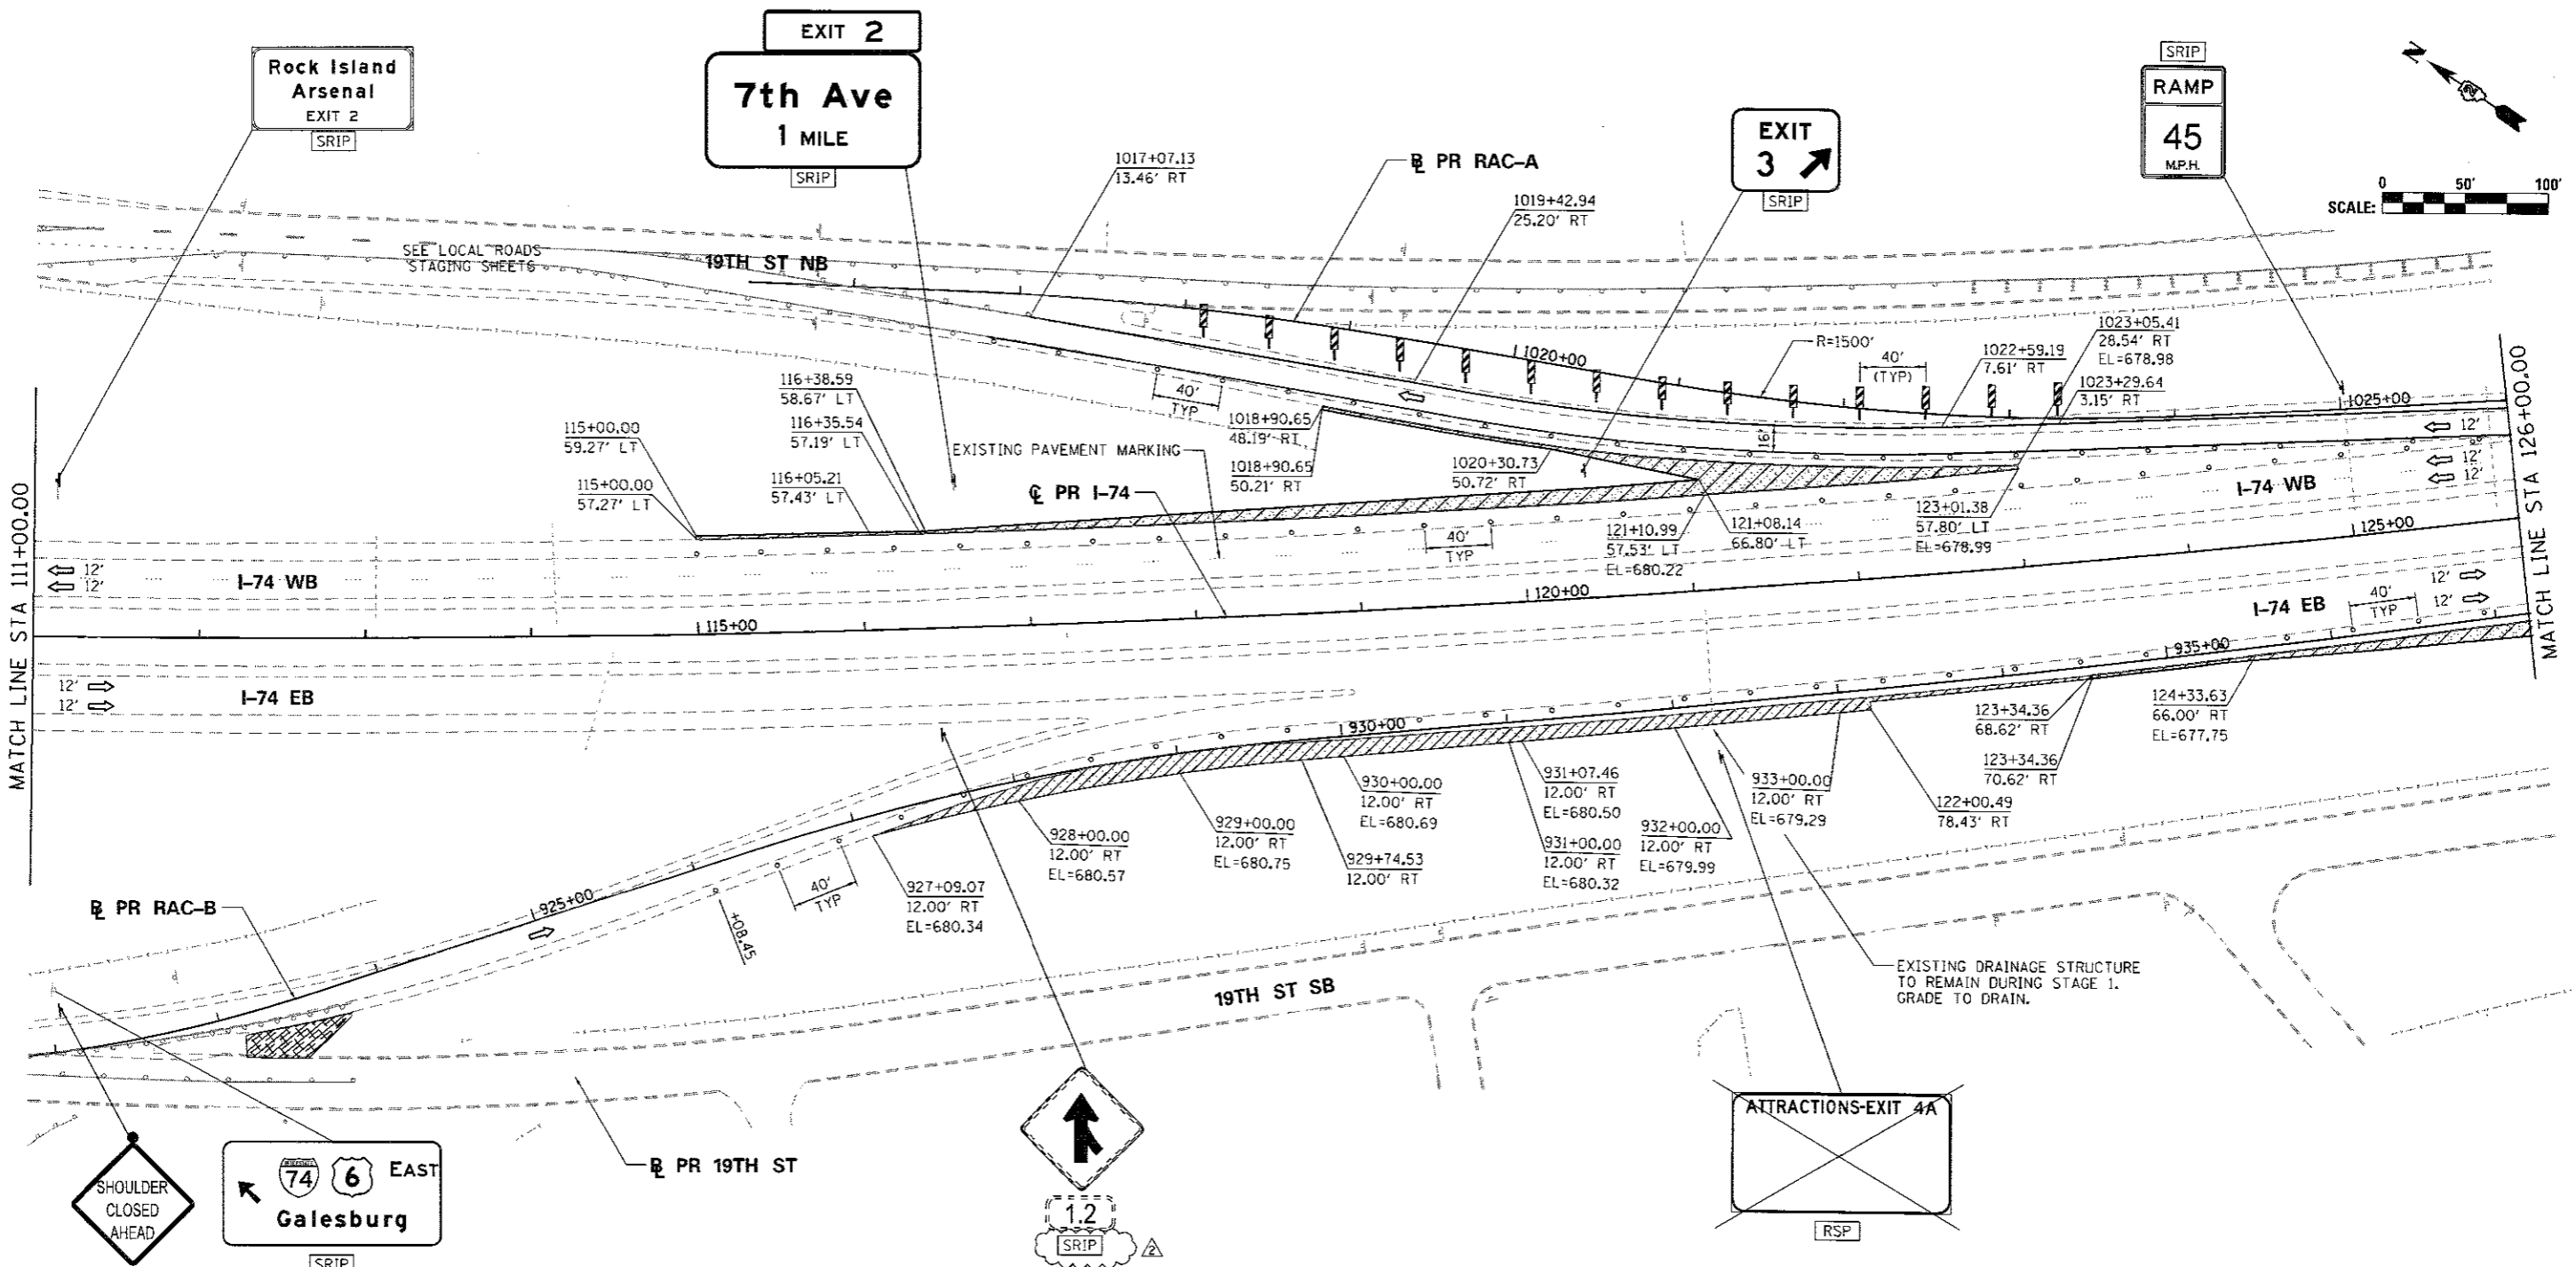 EXIT 2
7th Ave
1 MILE
SRIP
Rock Island
Arsenal
EXIT 2
SRIP
EXIT
3
SRIP
SRIP
RAMP
45
M.P.H.
0 50' 100'
SCALE:
1017+07.13
13.46' RT
℄ PR RAC-A
1019+42.94
25.20' RT
SEE LOCAL ROADS
STAGING SHEETS
19TH ST NB
1020+00
R=1500'
40'
(TYP)
1022+59.19
7.61' RT
1023+05.41
28.54' RT
EL=678.98
1023+29.64
3.15' RT
1025+00
12'
12'
12'
I-74 WB
MATCH LINE STA 126+00.00
116+38.59
58.67' LT
116+35.54
57.19' LT
115+00.00
59.27' LT
115+00.00
57.27' LT
116+05.21
57.43' LT
40'
TYP
EXISTING PAVEMENT MARKING
1018+90.65
48.19' RT
1018+90.65
50.21' RT
1020+30.73
50.72' RT
16'
℄ PR I-74
40'
TYP
121+10.99
57.53' LT
EL=680.22
121+08.14
66.80' LT
123+01.38
57.80' LT
EL=678.99
125+00
120+00
115+00
MATCH LINE STA 111+00.00
12'
12'
I-74 WB
12'
12'
I-74 EB
I-74 EB
40'
TYP
12'
12'
935+00
930+00
925+00
123+34.36
68.62' RT
123+34.36
70.62' RT
124+33.63
66.00' RT
EL=677.75
122+00.49
78.43' RT
933+00.00
12.00' RT
EL=679.29
932+00.00
12.00' RT
EL=679.99
931+07.46
12.00' RT
EL=680.50
931+00.00
12.00' RT
EL=680.32
930+00.00
12.00' RT
EL=680.69
929+74.53
12.00' RT
929+00.00
12.00' RT
EL=680.75
928+00.00
12.00' RT
EL=680.57
927+09.07
12.00' RT
EL=680.34
40'
TYP
+08.45
℄ PR RAC-B
19TH ST SB
EXISTING DRAINAGE STRUCTURE
TO REMAIN DURING STAGE 1.
GRADE TO DRAIN.
℄ PR 19TH ST
SHOULDER
CLOSED
AHEAD
INTERSTATE
74 6 EAST
Galesburg
SRIP
1.2
SRIP
2
ATTRACTIONS-EXIT 4A
RSP